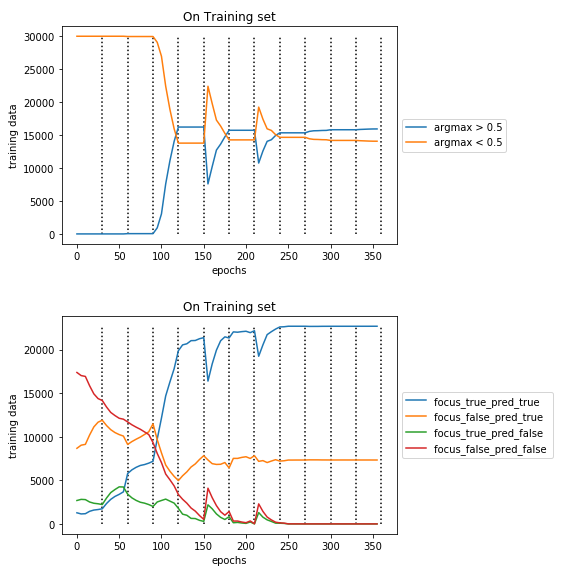 On Training set
30000
25000
20000
15000
10000
5000
0
training data
0 50 100 150 200 250 300 350
epochs
argmax > 0.5
argmax < 0.5
On Training set
20000
15000
10000
5000
0
training data
0 50 100 150 200 250 300 350
epochs
focus_true_pred_true
focus_false_pred_true
focus_true_pred_false
focus_false_pred_false